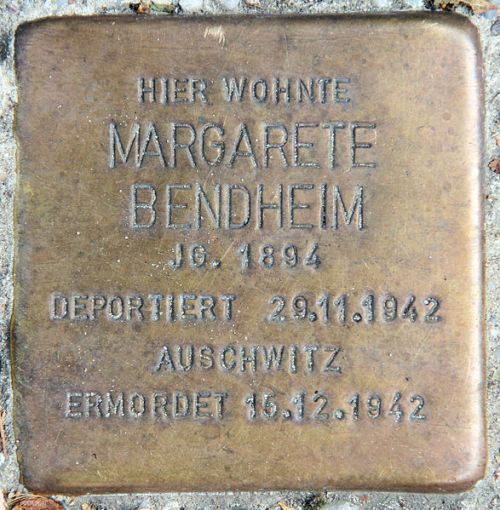 HIER WOHNTE
MARGARETE
BENDHEIM
JG. 1894
DEPORTIERT 29.11.1942
AUSCHWITZ
ERMORDET 15.12.1942